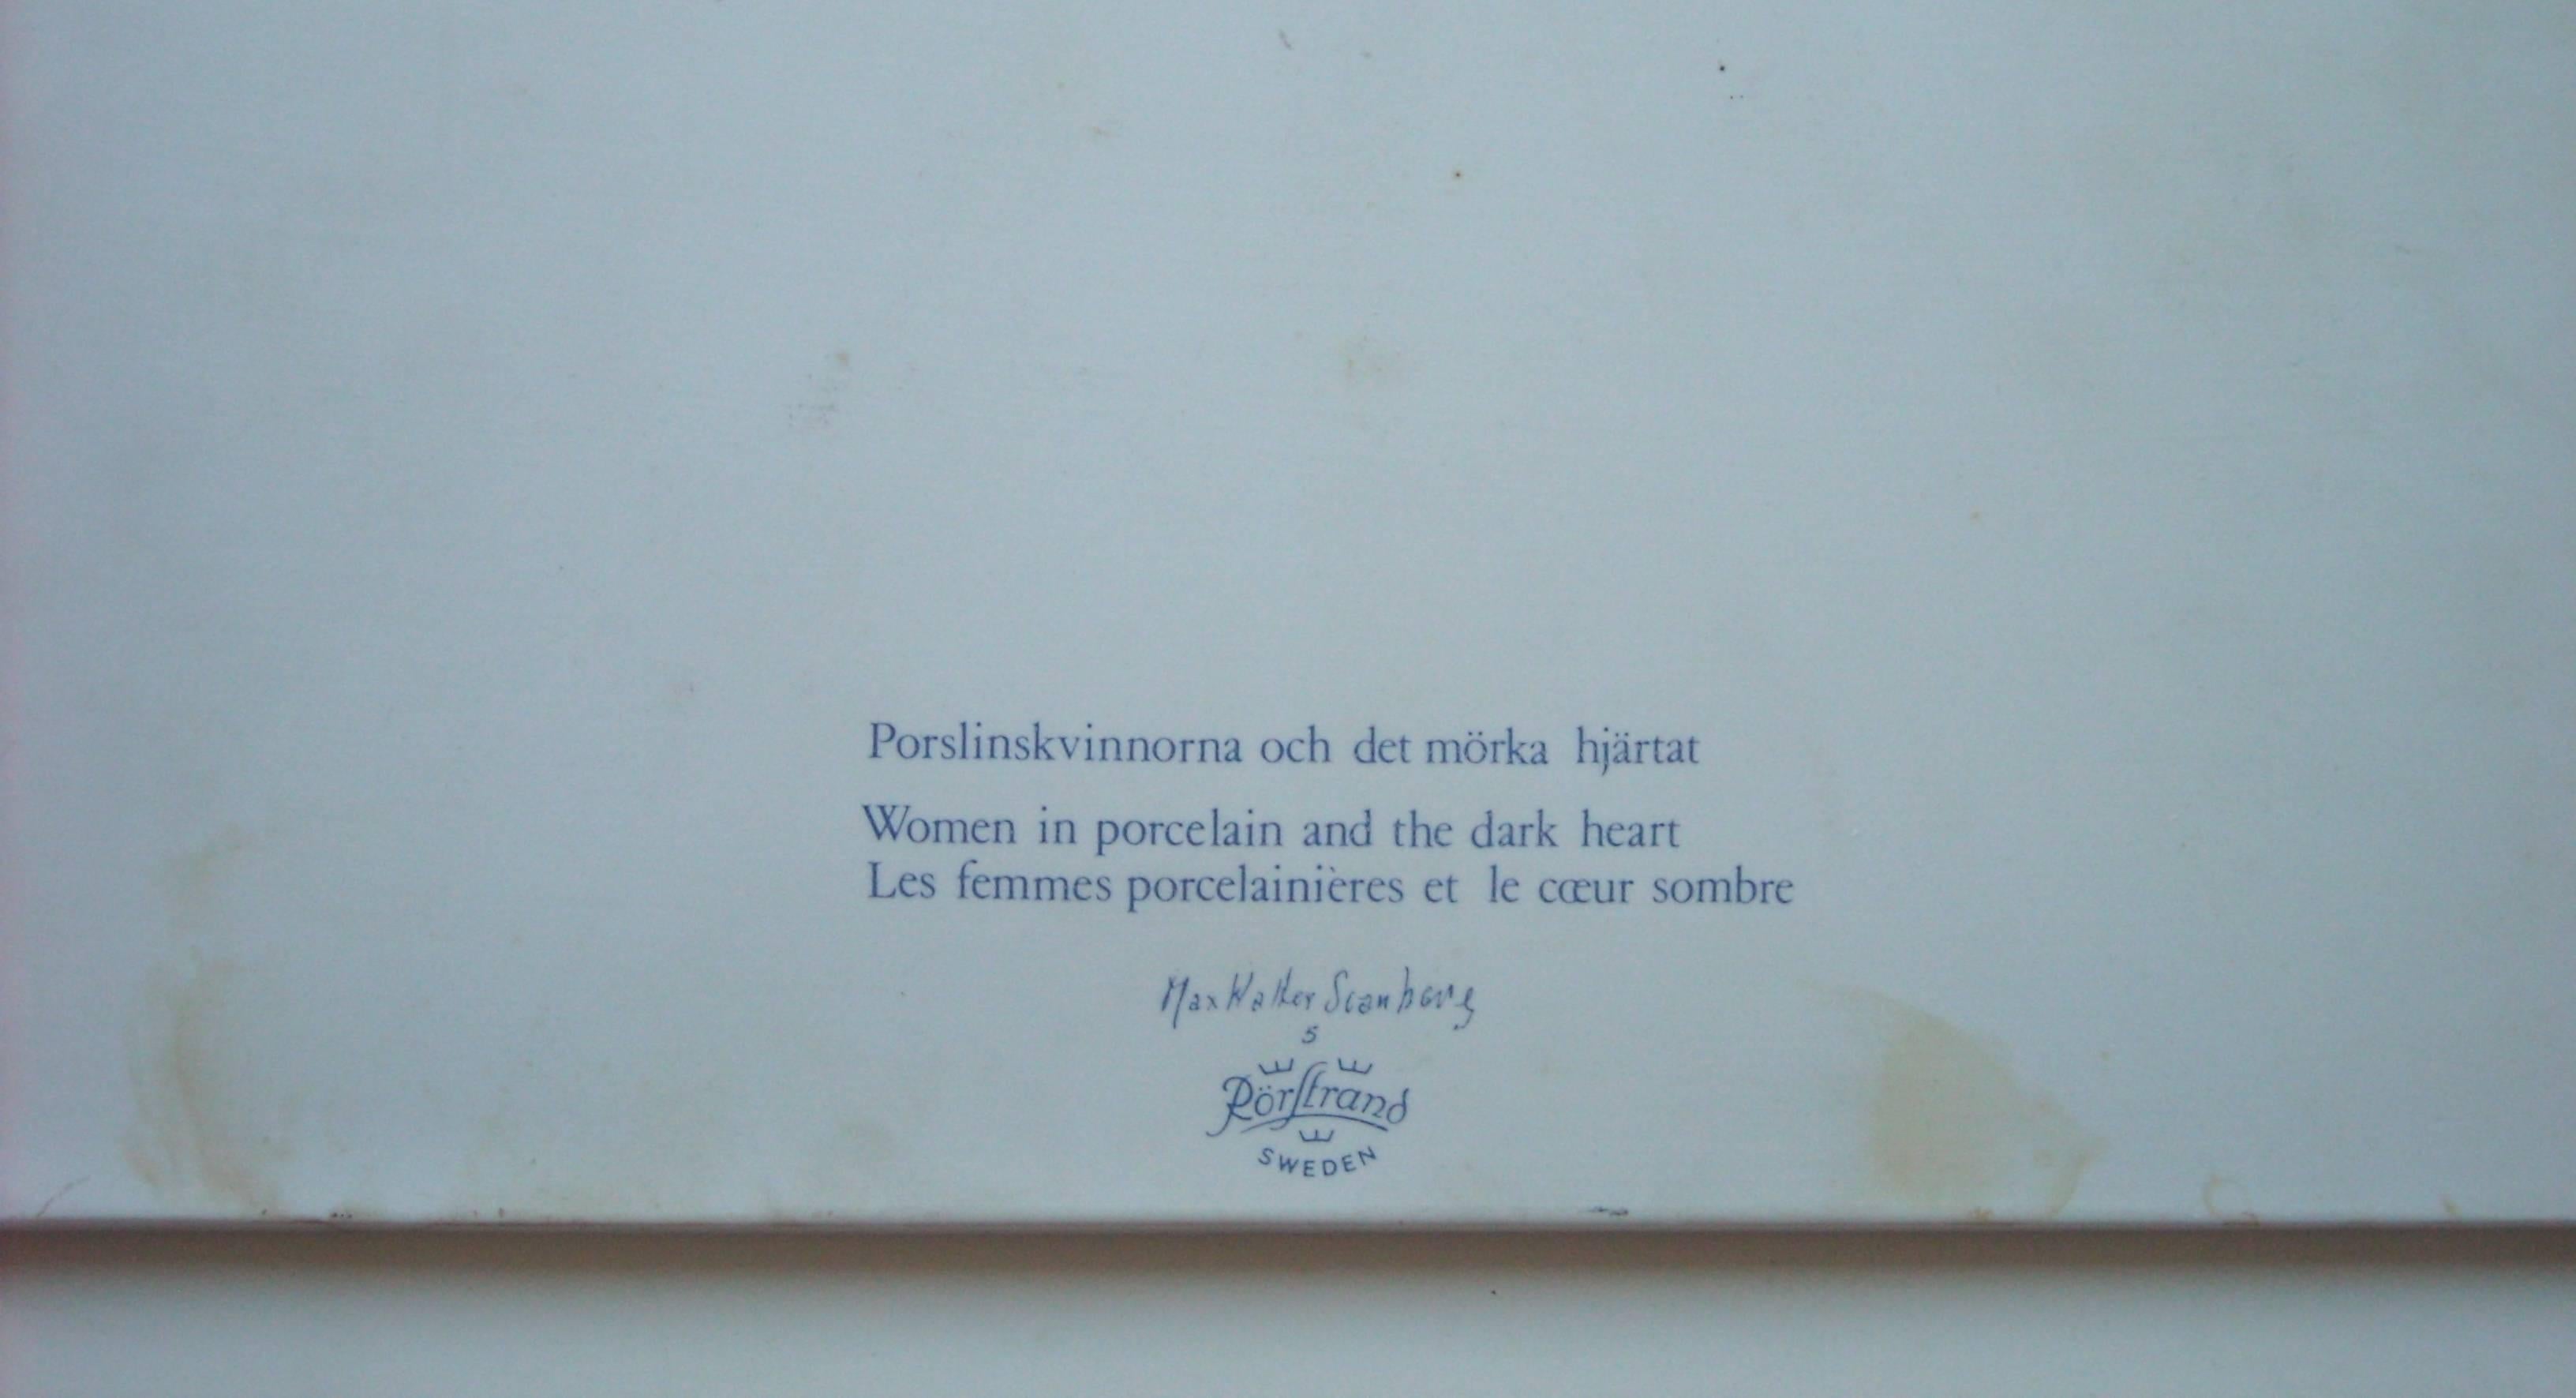 Porslinskvinnorna och det mörka hjärtat
Women in porcelain and the dark heart
Les femmes porcelainières et le cœur sombre
Max Walter Svanberg
5
Rörstrand
SWEDEN